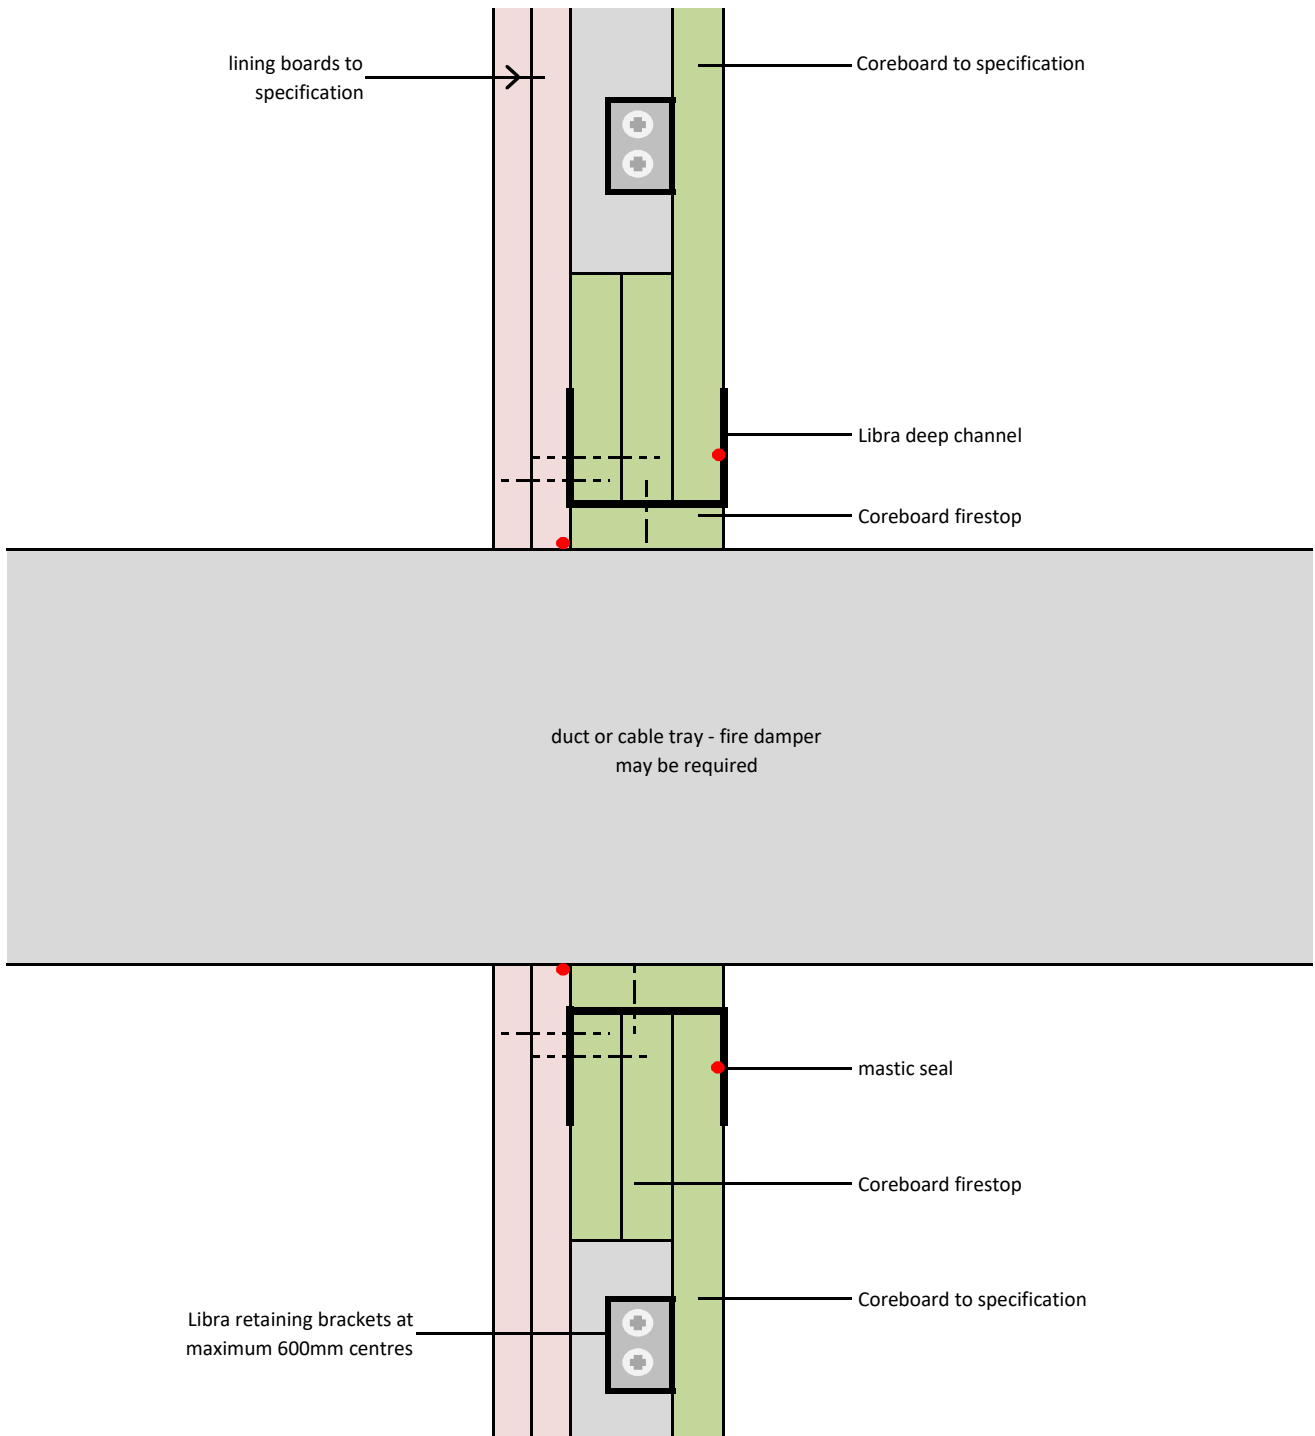 lining boards to
specification
Coreboard to specification
Libra deep channel
Coreboard firestop
duct or cable tray - fire damper
may be required
mastic seal
Coreboard firestop
Coreboard to specification
Libra retaining brackets at
maximum 600mm centres